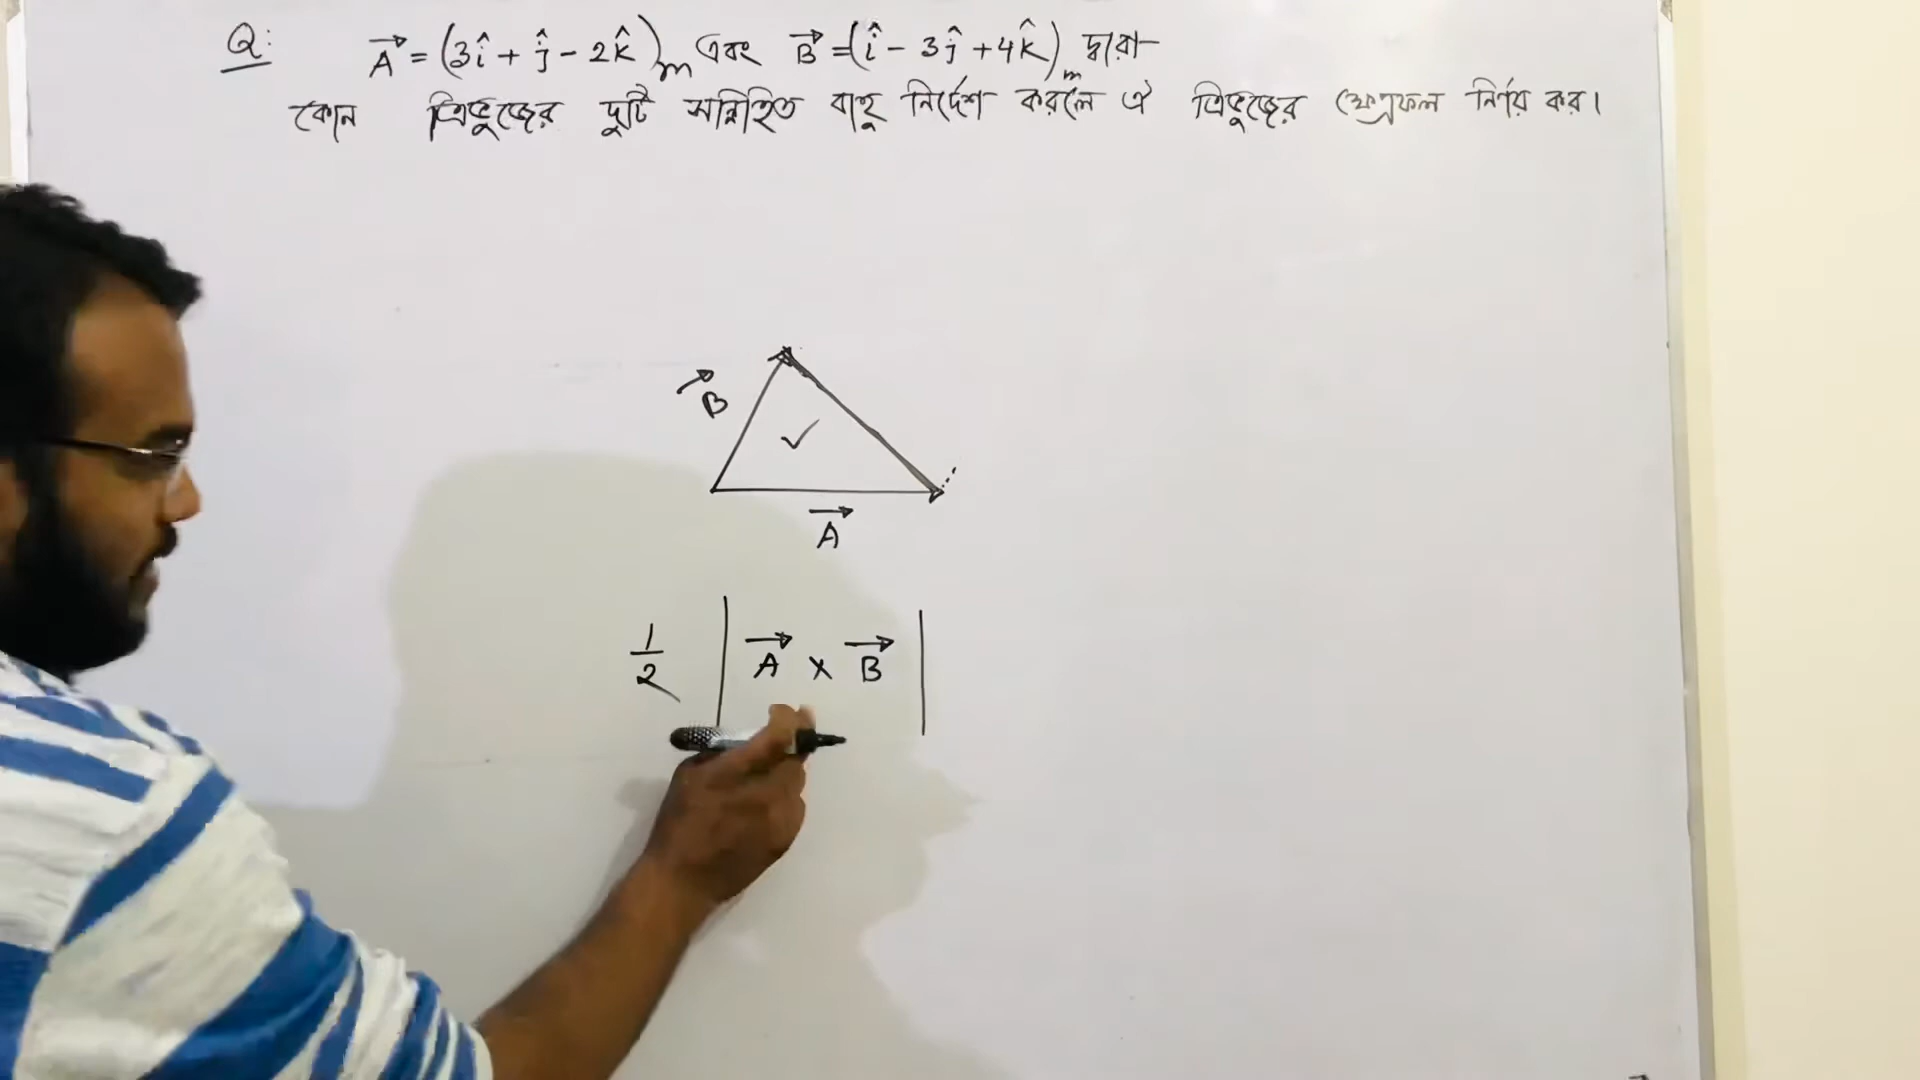 Q: A⃗ = (3î + ĵ - 2k̂)m এবং B⃗ = (î - 3ĵ + 4k̂)m দ্বারা
কোন ত্রিভুজের দুটি সন্নিহিত বাহু নির্দেশ করলে ঐ ত্রিভুজের ক্ষেত্রফল নির্ণয় কর।
B⃗
✓
A⃗
1/2 | A⃗ × B⃗ |